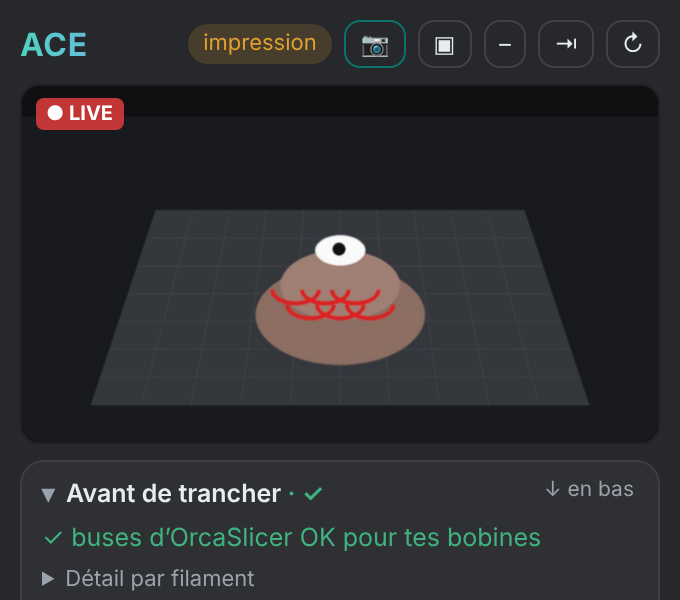 ACE
impression
LIVE
▼ Avant de trancher · ✓
↓ en bas
✓ buses d’OrcaSlicer OK pour tes bobines
▶ Détail par filament